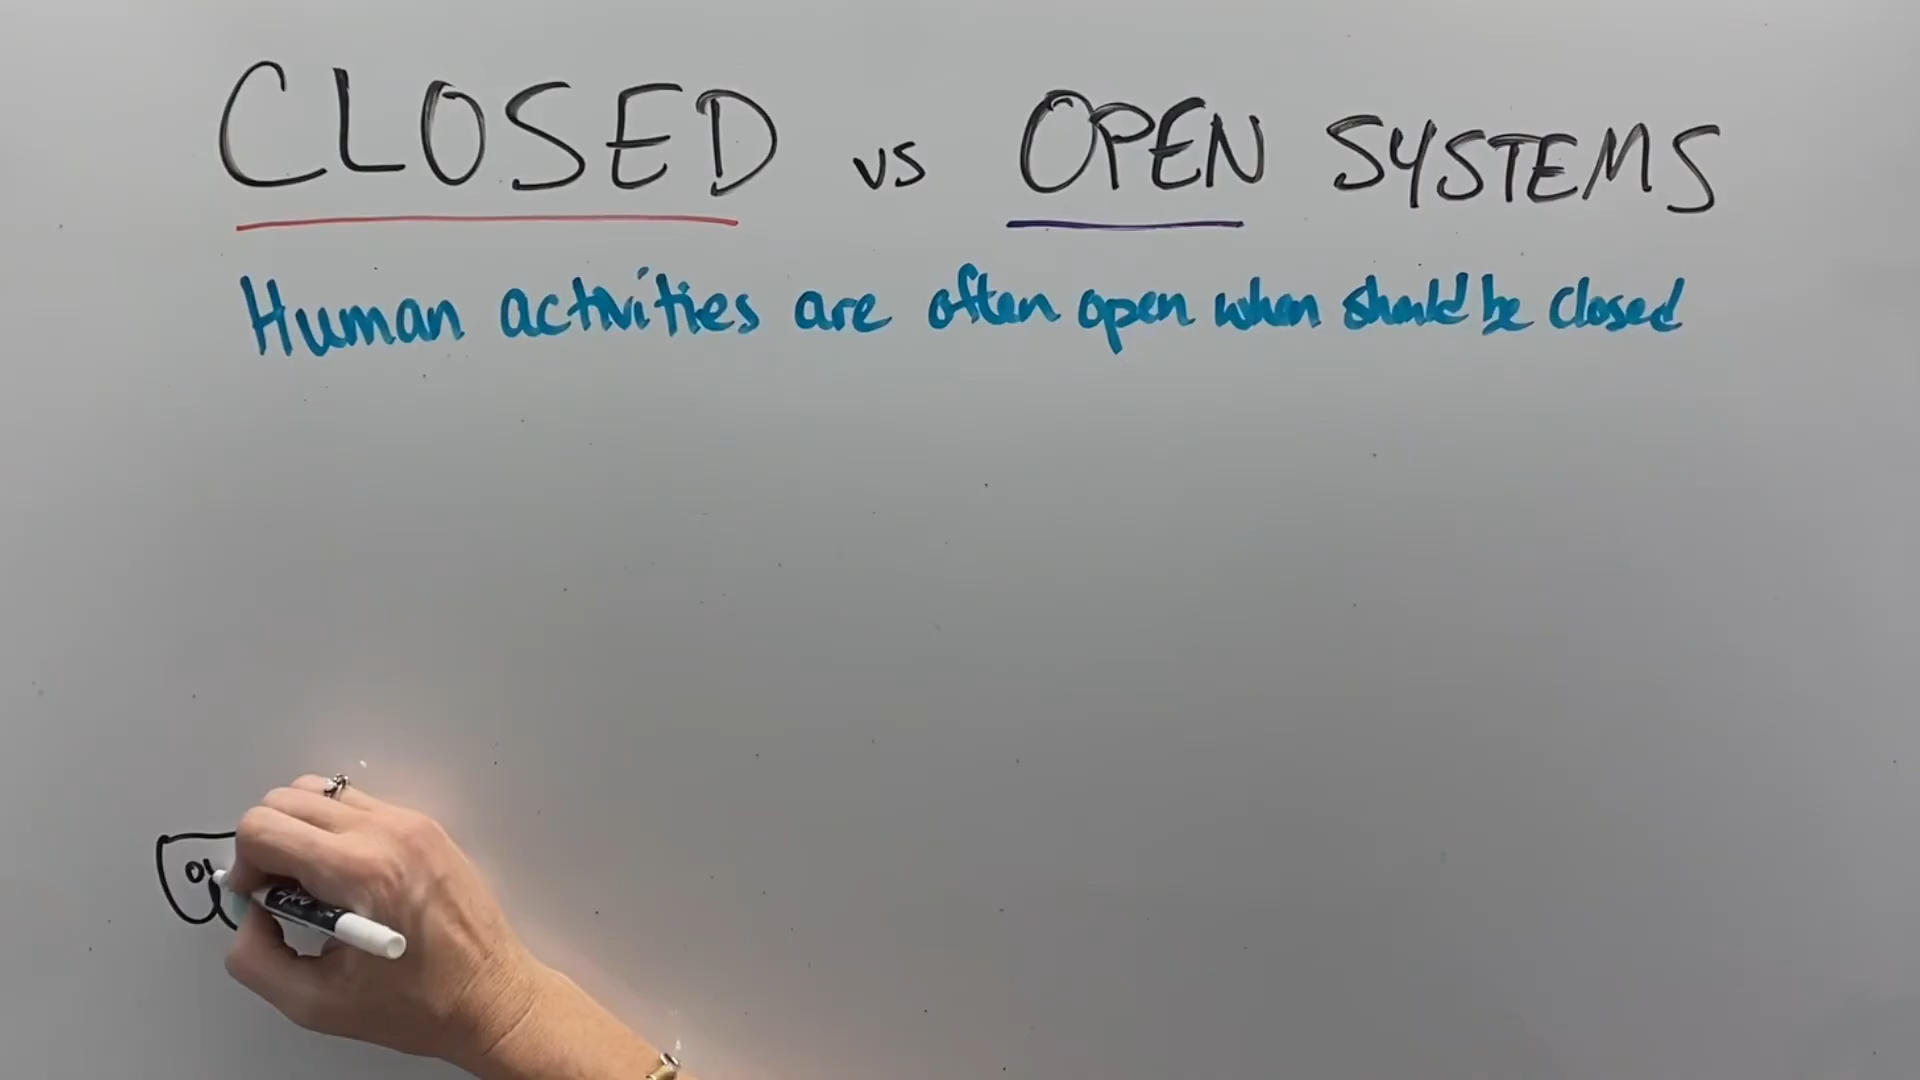 CLOSED vs OPEN SYSTEMS
Human activities are often open when should be closed